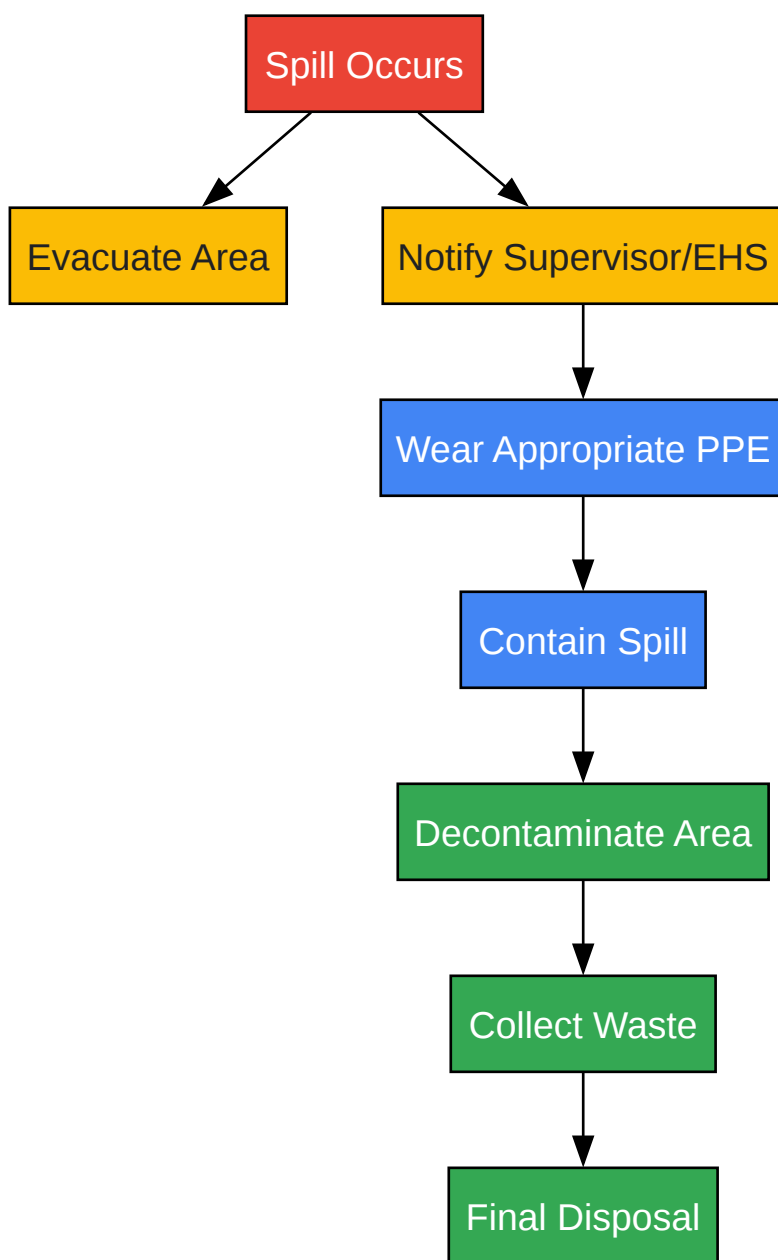 Spill Occurs
Evacuate Area
Notify Supervisor/EHS
Wear Appropriate PPE
Contain Spill
Decontaminate Area
Collect Waste
Final Disposal